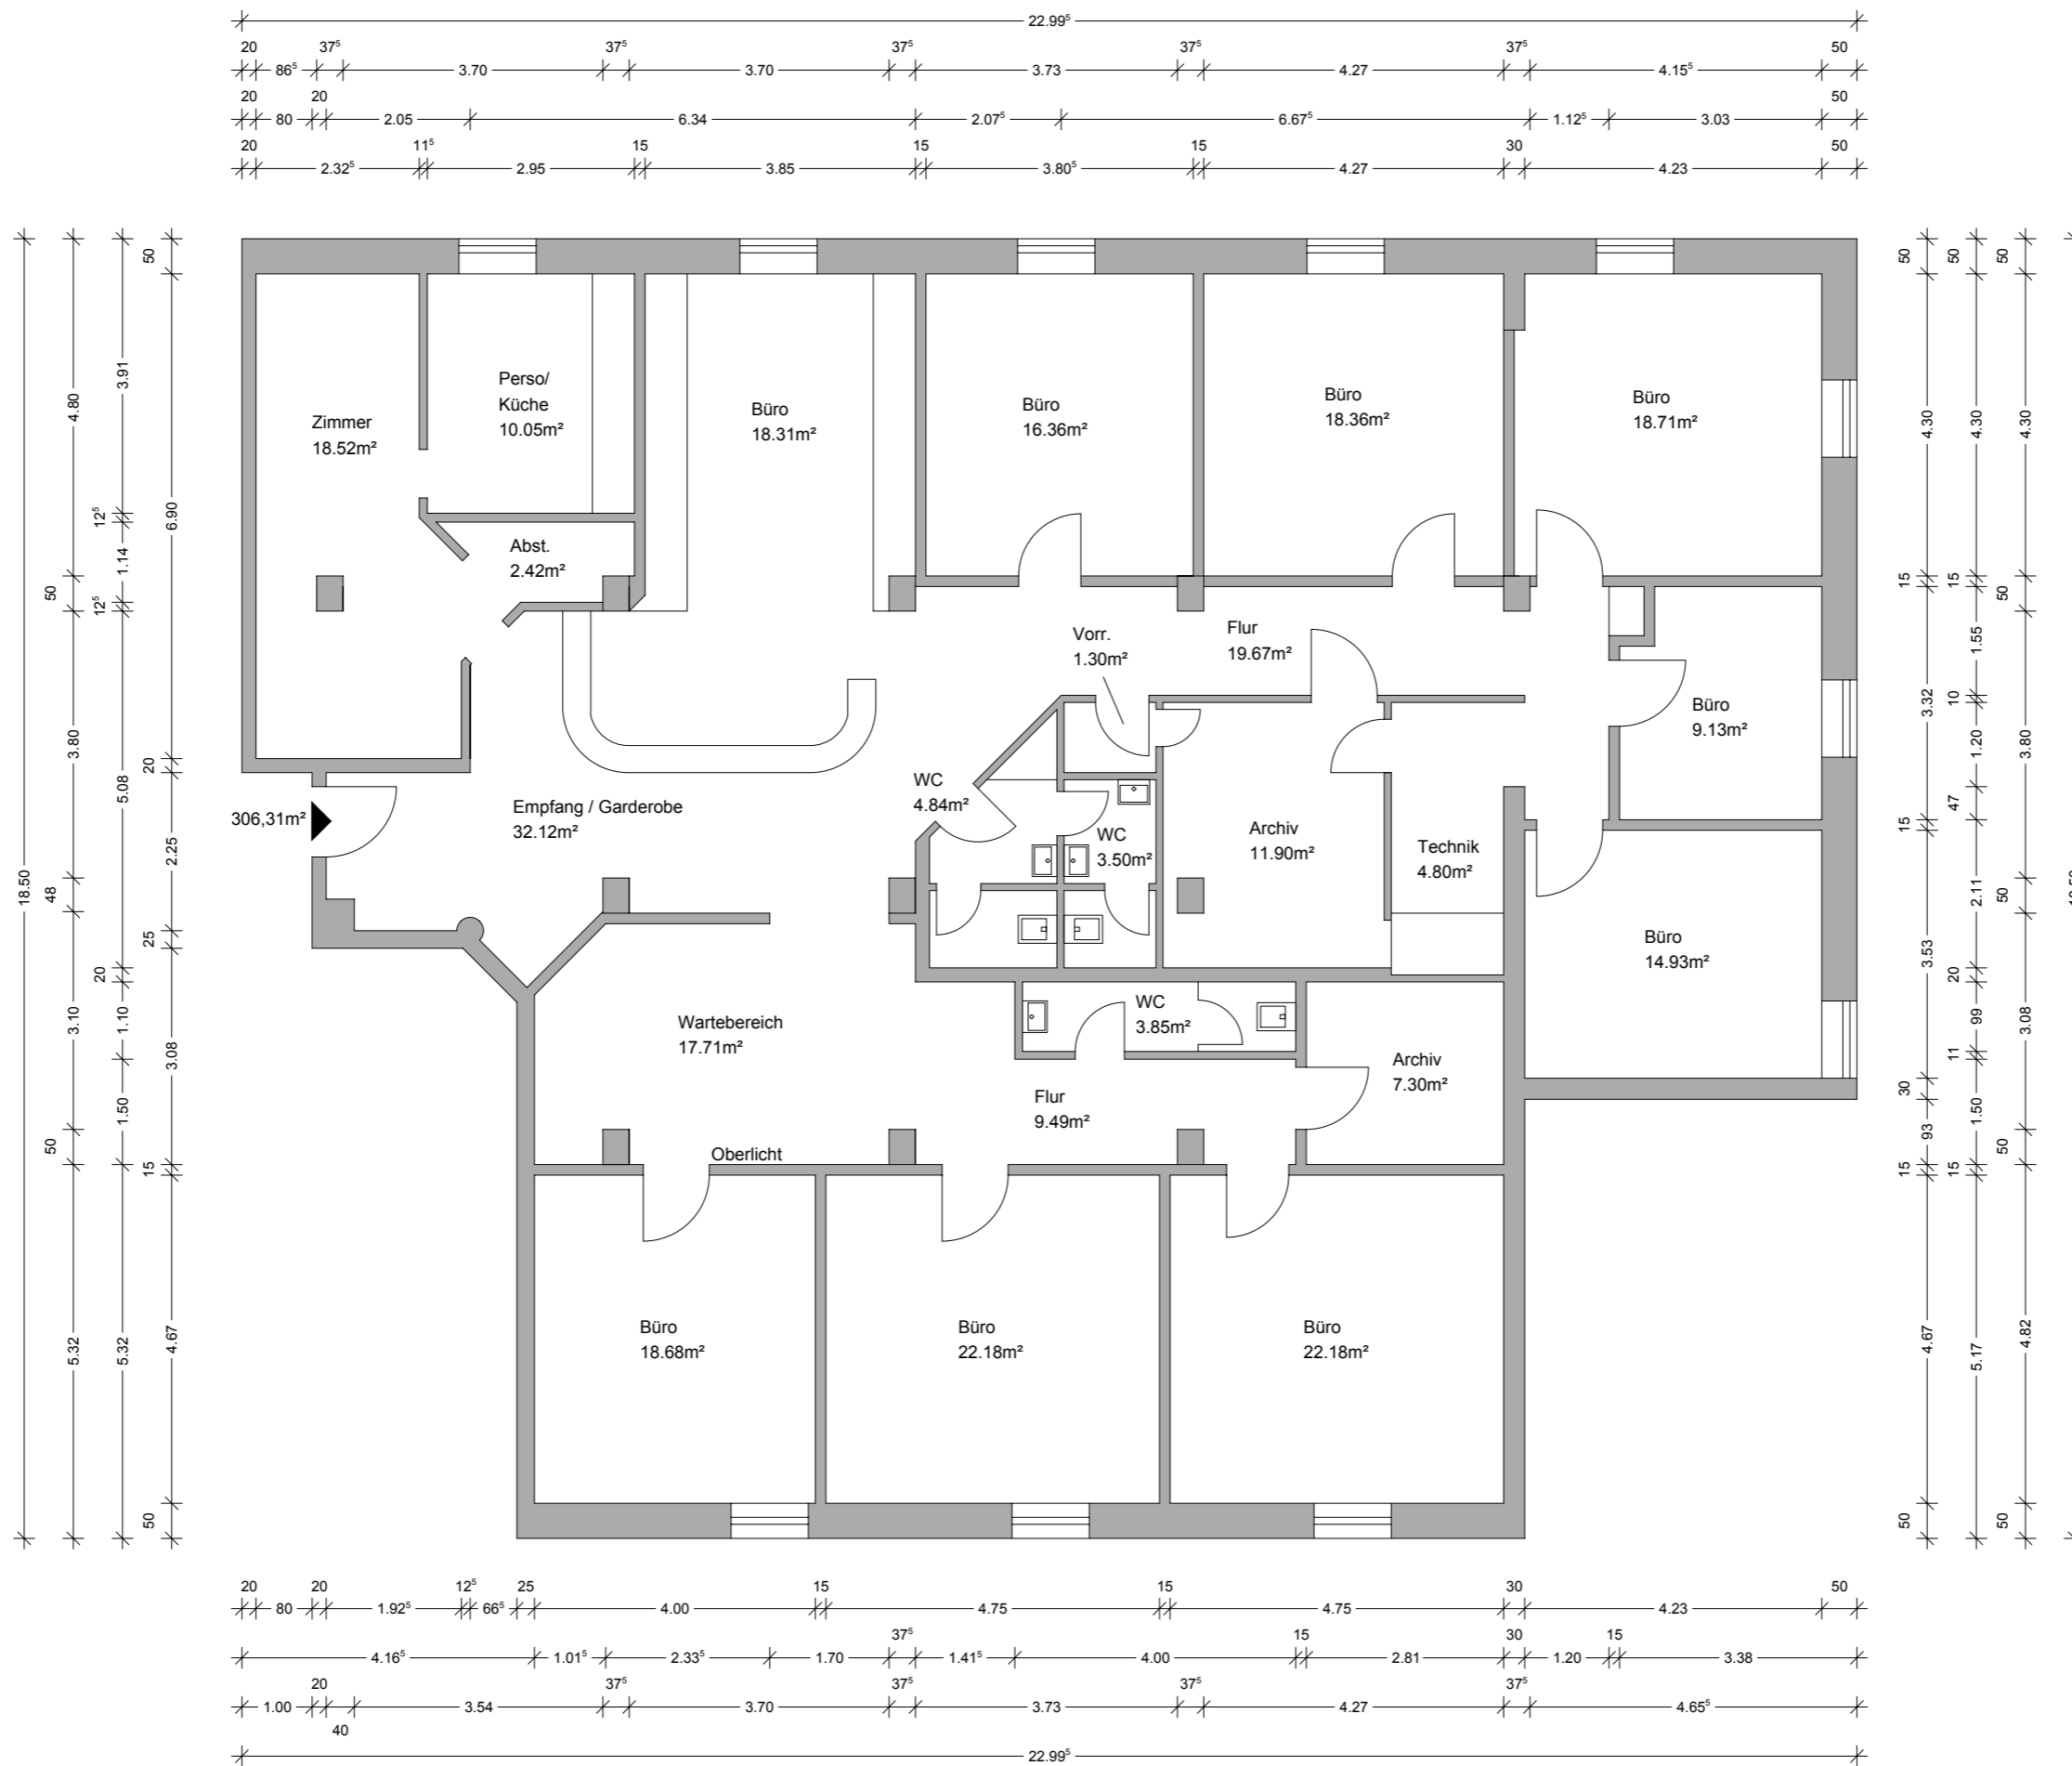 22.99⁵
20 37⁵ 37⁵ 37⁵ 37⁵ 37⁵ 50
86⁵ 3.70 3.70 3.73 4.27 4.15⁵
20 20 50
80 2.05 6.34 2.07⁵ 6.67⁵ 1.12⁵ 3.03
20 11⁵ 15 15 15 30 50
2.32⁵ 2.95 3.85 3.80⁵ 4.27 4.23
18.50
4.80 50 3.80 48 3.10 50 5.32
3.91 12⁵ 1.14 12⁵ 5.08 20 1.10 1.50 5.32
50 6.90 20 2.25 25 3.08 15 4.67 50
Zimmer
18.52m²
Perso/
Küche
10.05m²
Büro
18.31m²
Büro
16.36m²
Büro
18.36m²
Büro
18.71m²
Abst.
2.42m²
Vorr.
1.30m²
Flur
19.67m²
Büro
9.13m²
306,31m²
Empfang / Garderobe
32.12m²
WC
4.84m²
WC
3.50m²
Archiv
11.90m²
Technik
4.80m²
Büro
14.93m²
Wartebereich
17.71m²
WC
3.85m²
Archiv
7.30m²
Flur
9.49m²
Oberlicht
Büro
18.68m²
Büro
22.18m²
Büro
22.18m²
50 4.30 15 3.32 15 3.53 30 93 15 4.67 50
50 4.30 15 1.55 10 1.20 47 2.11 20 99 11 1.50 15 5.17
50 4.30 50 3.80 50 3.08 50 4.82 50
20 20 12⁵ 25 15 15 30 50
80 1.92⁵ 66⁵ 4.00 4.75 4.75 4.23
37⁵ 15 30 15
4.16⁵ 1.01⁵ 2.33⁵ 1.70 1.41⁵ 4.00 2.81 1.20 3.38
20 37⁵ 37⁵ 37⁵ 37⁵
1.00 3.54 3.70 3.73 4.27 4.65⁵
40
22.99⁵